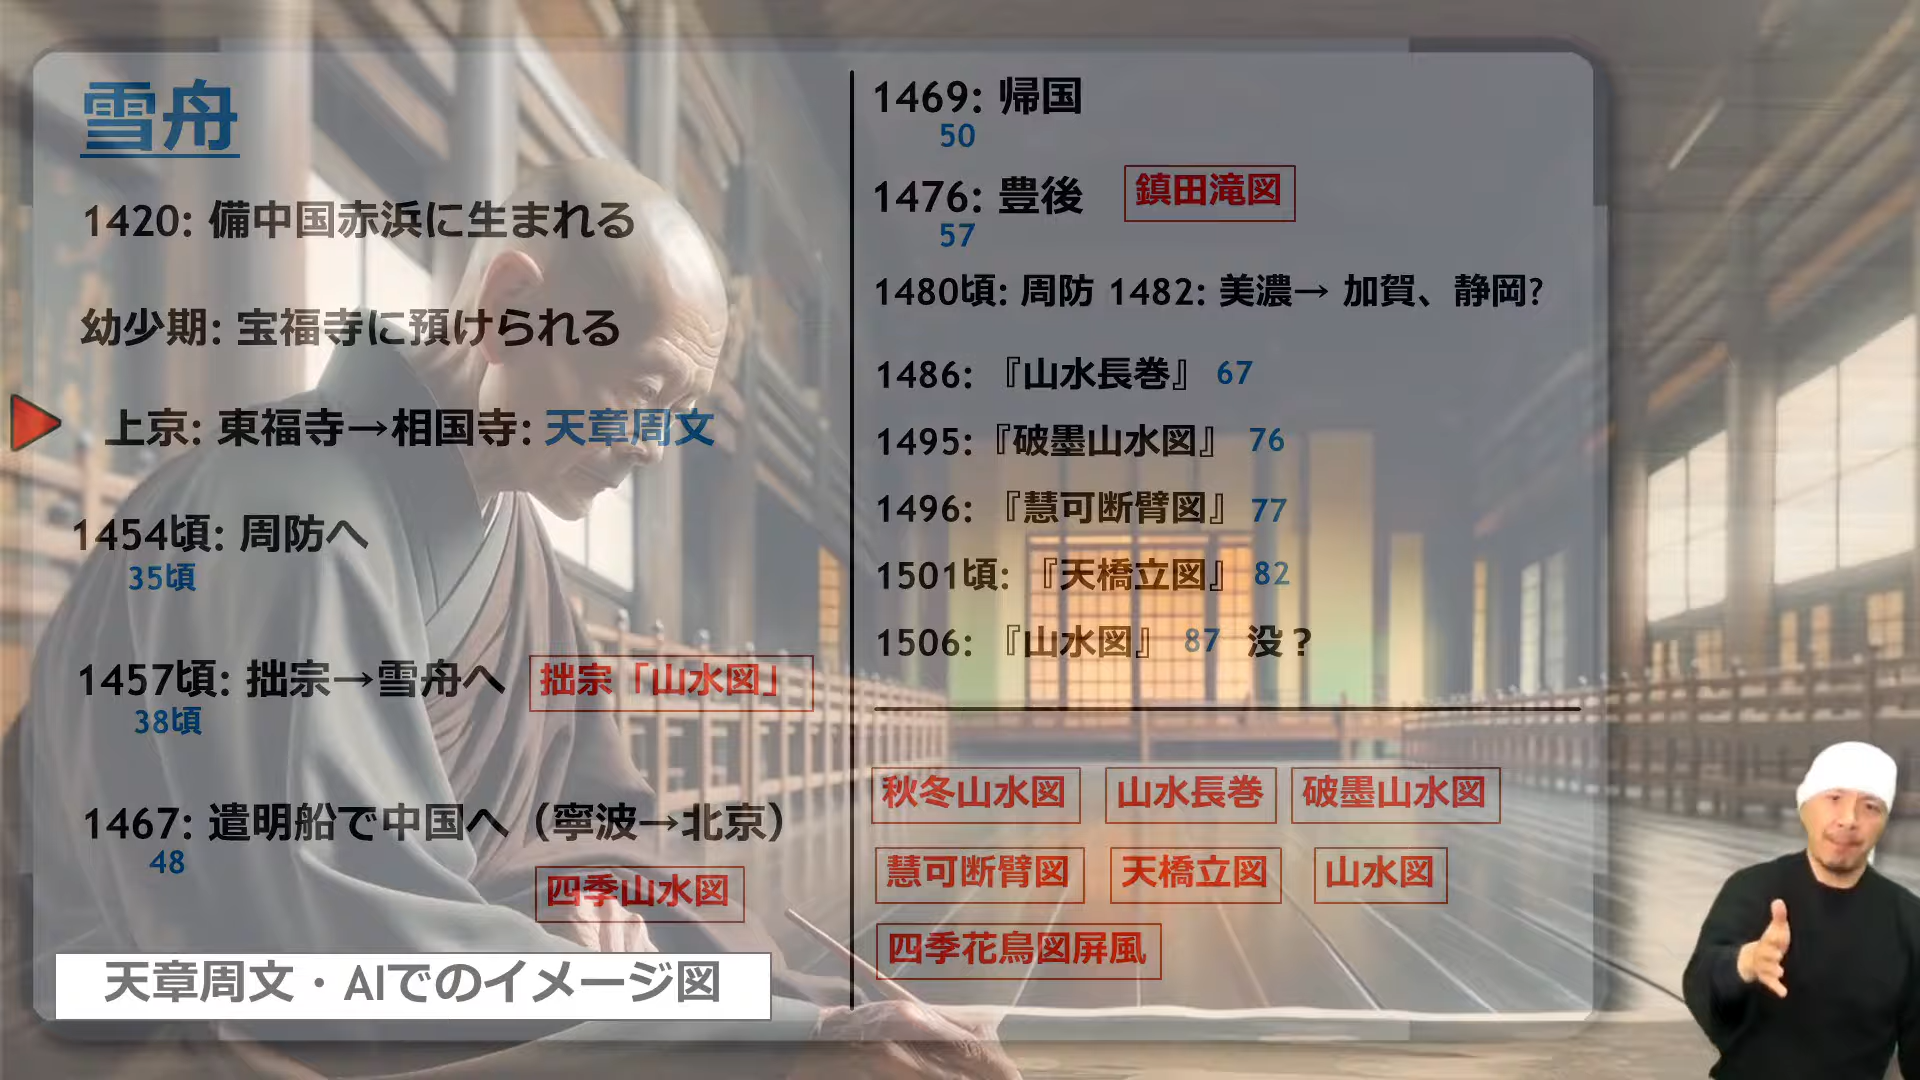 雪舟
1420: 備中国赤浜に生まれる
幼少期: 宝福寺に預けられる
上京: 東福寺→相国寺: 天章周文
1454頃: 周防へ
35頃
1457頃: 拙宗→雪舟へ 拙宗「山水図」
38頃
1467: 遣明船で中国へ（寧波→北京）
48
四季山水図
天章周文・AIでのイメージ図
1469: 帰国
50
1476: 豊後 鎮田滝図
57
1480頃: 周防 1482: 美濃→ 加賀、静岡?
1486: 『山水長巻』 67
1495:『破墨山水図』 76
1496: 『慧可断臂図』 77
1501頃: 『天橋立図』 82
1506: 『山水図』 87 没？
秋冬山水図 山水長巻 破墨山水図
慧可断臂図 天橋立図 山水図
四季花鳥図屏風